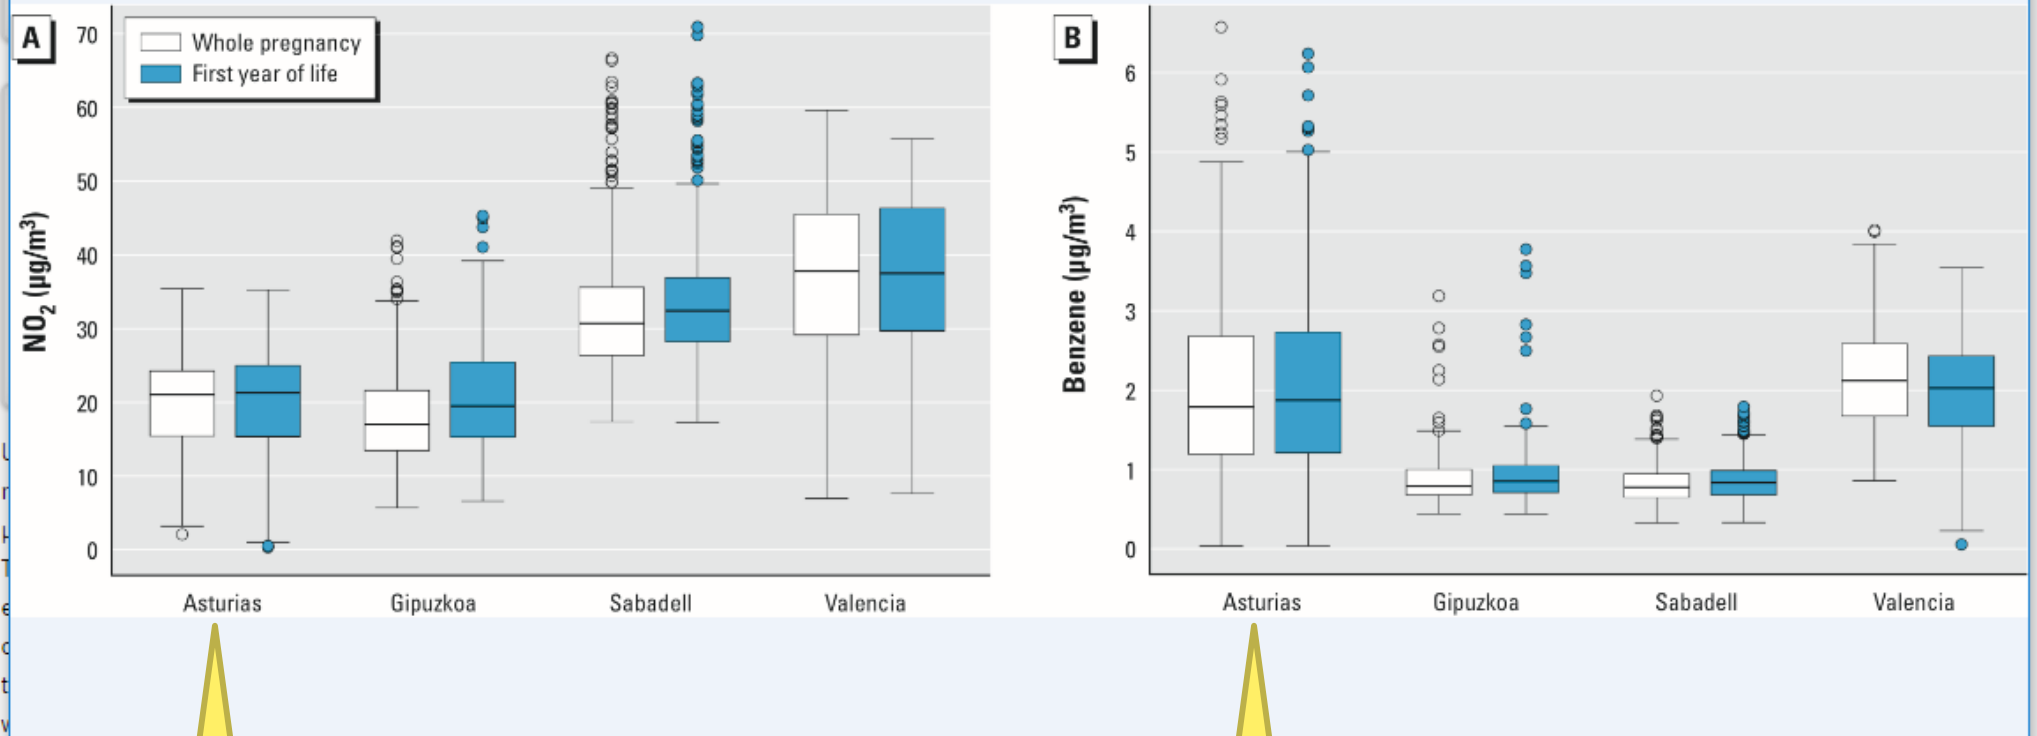 A
NO2 (µg/m3)
70
60
50
40
30
20
10
0
Whole pregnancy
First year of life
Asturias Gipuzkoa Sabadell Valencia
B
Benzene (µg/m3)
6
5
4
3
2
1
0
Asturias Gipuzkoa Sabadell Valencia